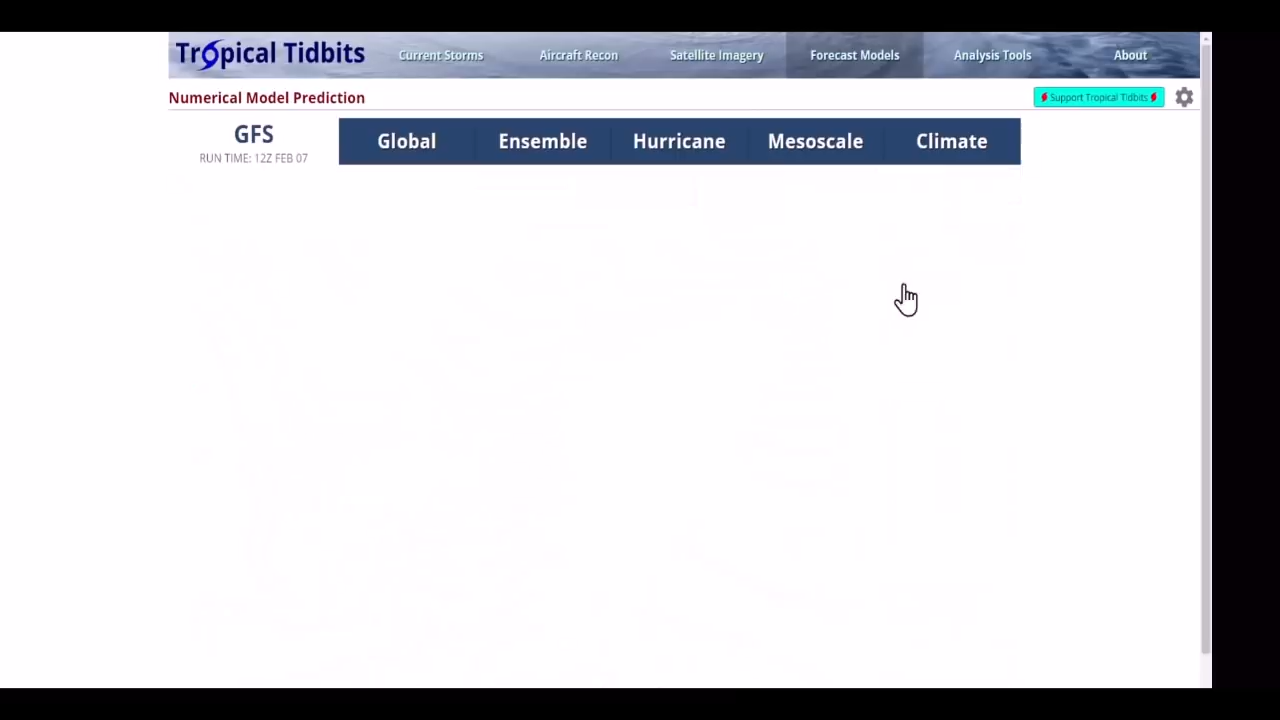 Tropical Tidbits
Current Storms Aircraft Recon Satellite Imagery Forecast Models Analysis Tools About
Numerical Model Prediction
Support Tropical Tidbits
GFS
RUN TIME: 12Z FEB 07
Global Ensemble Hurricane Mesoscale Climate